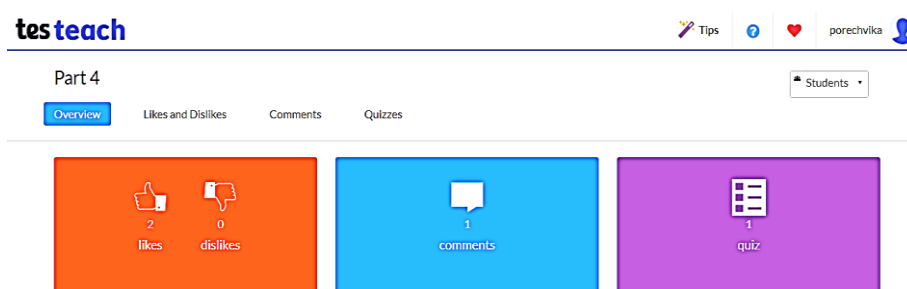 tes teach
Tips
porechvika
Part 4
Students
Overview Likes and Dislikes Comments Quizzes
2 0
likes dislikes
1
comments
1
quiz